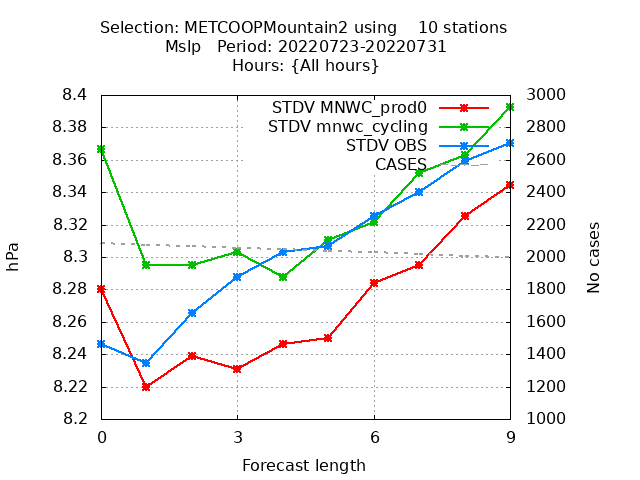 Selection: METCOOPMountain2 using    10 stations
Mslp   Period: 20220723-20220731
Hours: {All hours}
8.4
8.38
8.36
8.34
8.32
8.3
8.28
8.26
8.24
8.22
8.2
hPa
STDV MNWC_prod0
STDV mnwc_cycling
STDV OBS
CASES
3000
2800
2600
2400
2200
2000
1800
1600
1400
1200
1000
No cases
0
3
6
9
Forecast length